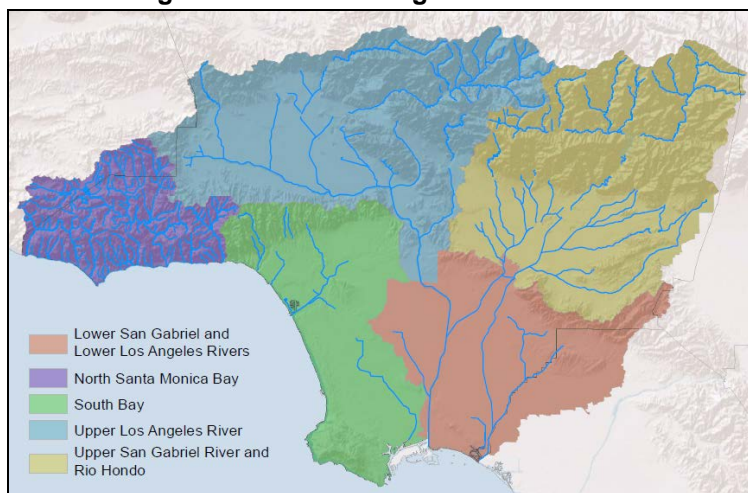 Lower San Gabriel and
Lower Los Angeles Rivers
North Santa Monica Bay
South Bay
Upper Los Angeles River
Upper San Gabriel River and
Rio Hondo